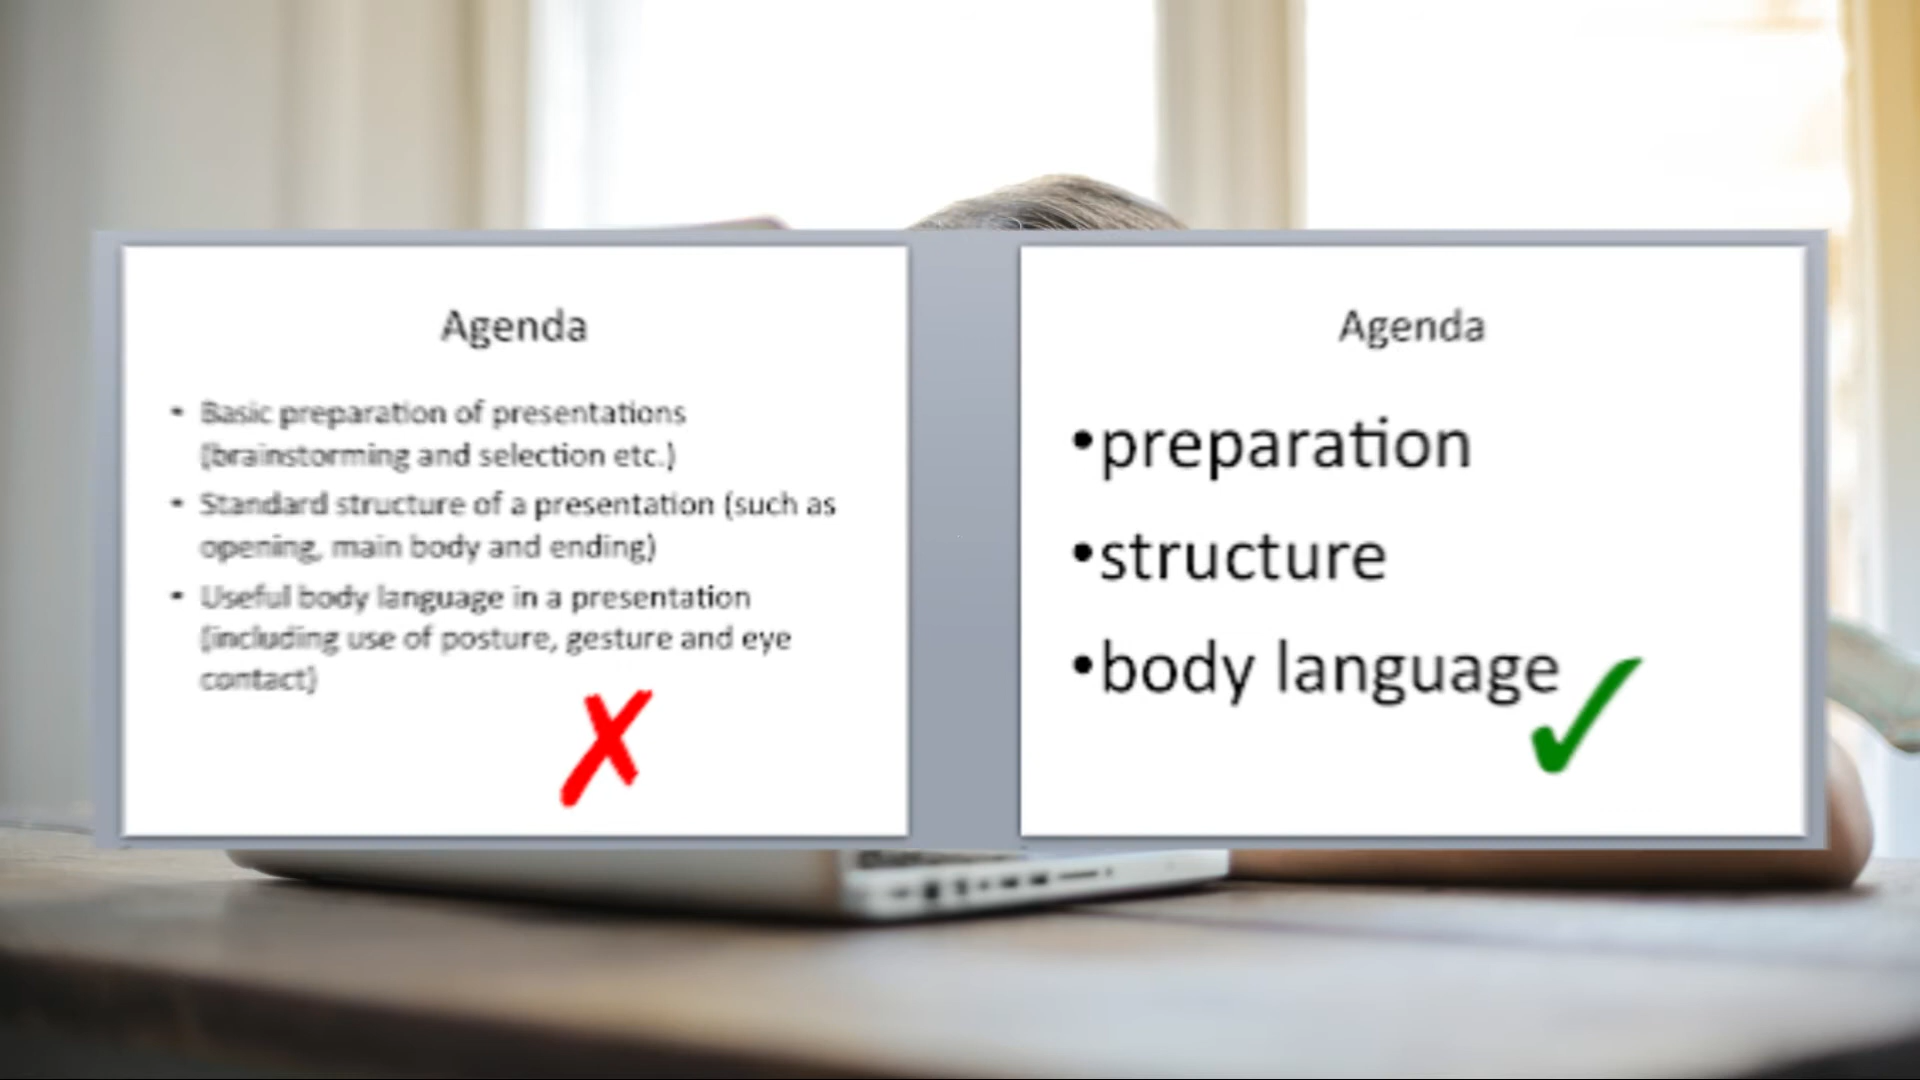 Agenda
• Basic preparation of presentations
(brainstorming and selection etc.)
• Standard structure of a presentation (such as
opening, main body and ending)
• Useful body language in a presentation
(including use of posture, gesture and eye
contact)
Agenda
•preparation
•structure
•body language